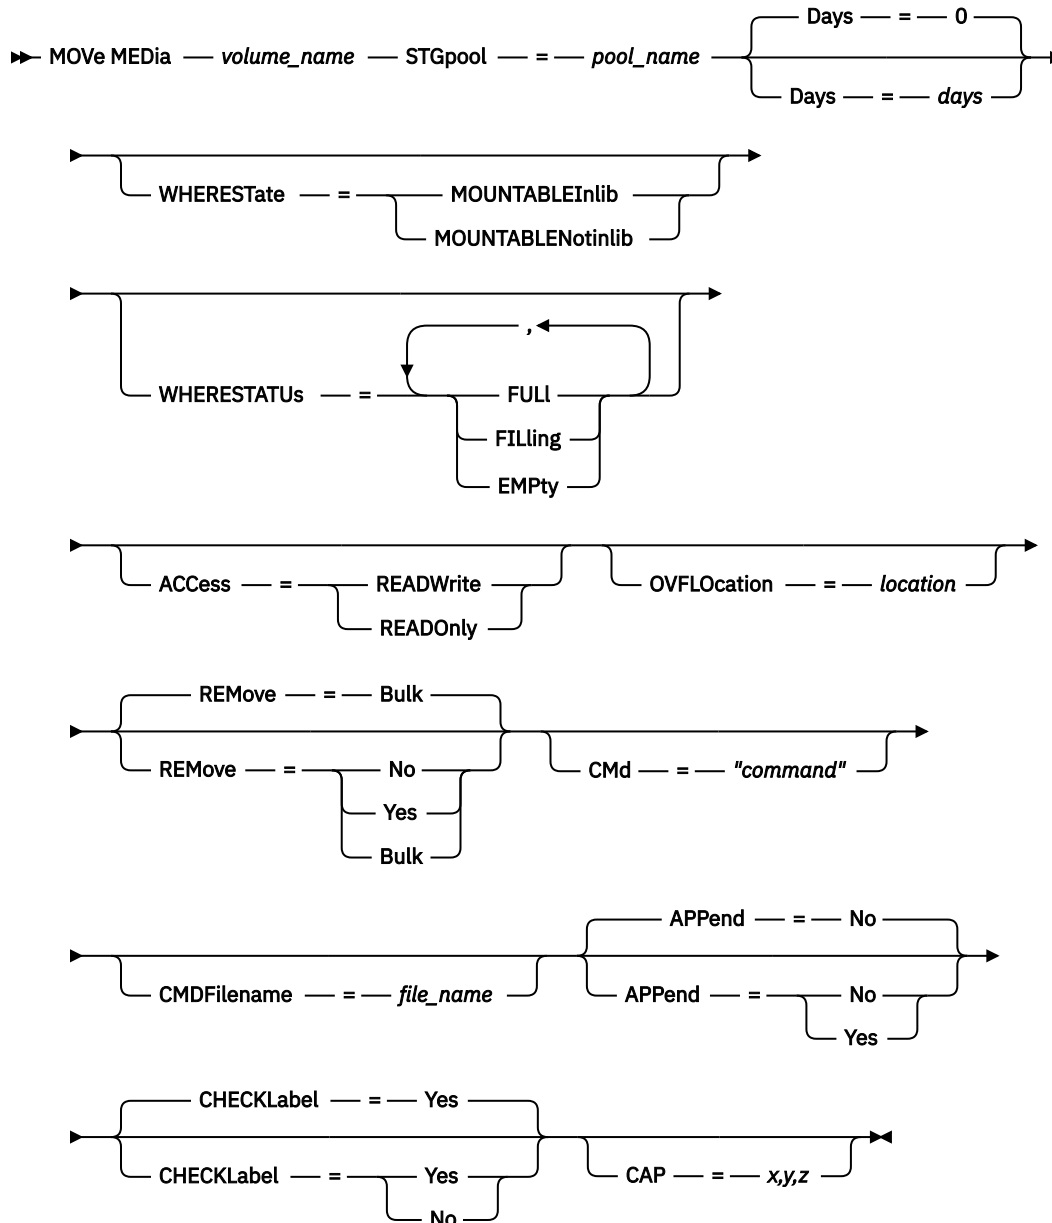 Days = 0
MOVe MEDia volume_name STGpool = pool_name
Days = days
WHERESTate = MOUNTABLEInlib
MOUNTABLENotinlib
,
WHERESTATUs = FULl
FILling
EMPty
ACCess = READWrite OVFLOcation = location
READOnly
REMove = Bulk
REMove = No CMd = "command"
Yes
Bulk
APPend = No
CMDFilename = file_name APPend = No
Yes
CHECKLabel = Yes
CHECKLabel = Yes CAP = x,y,z
No